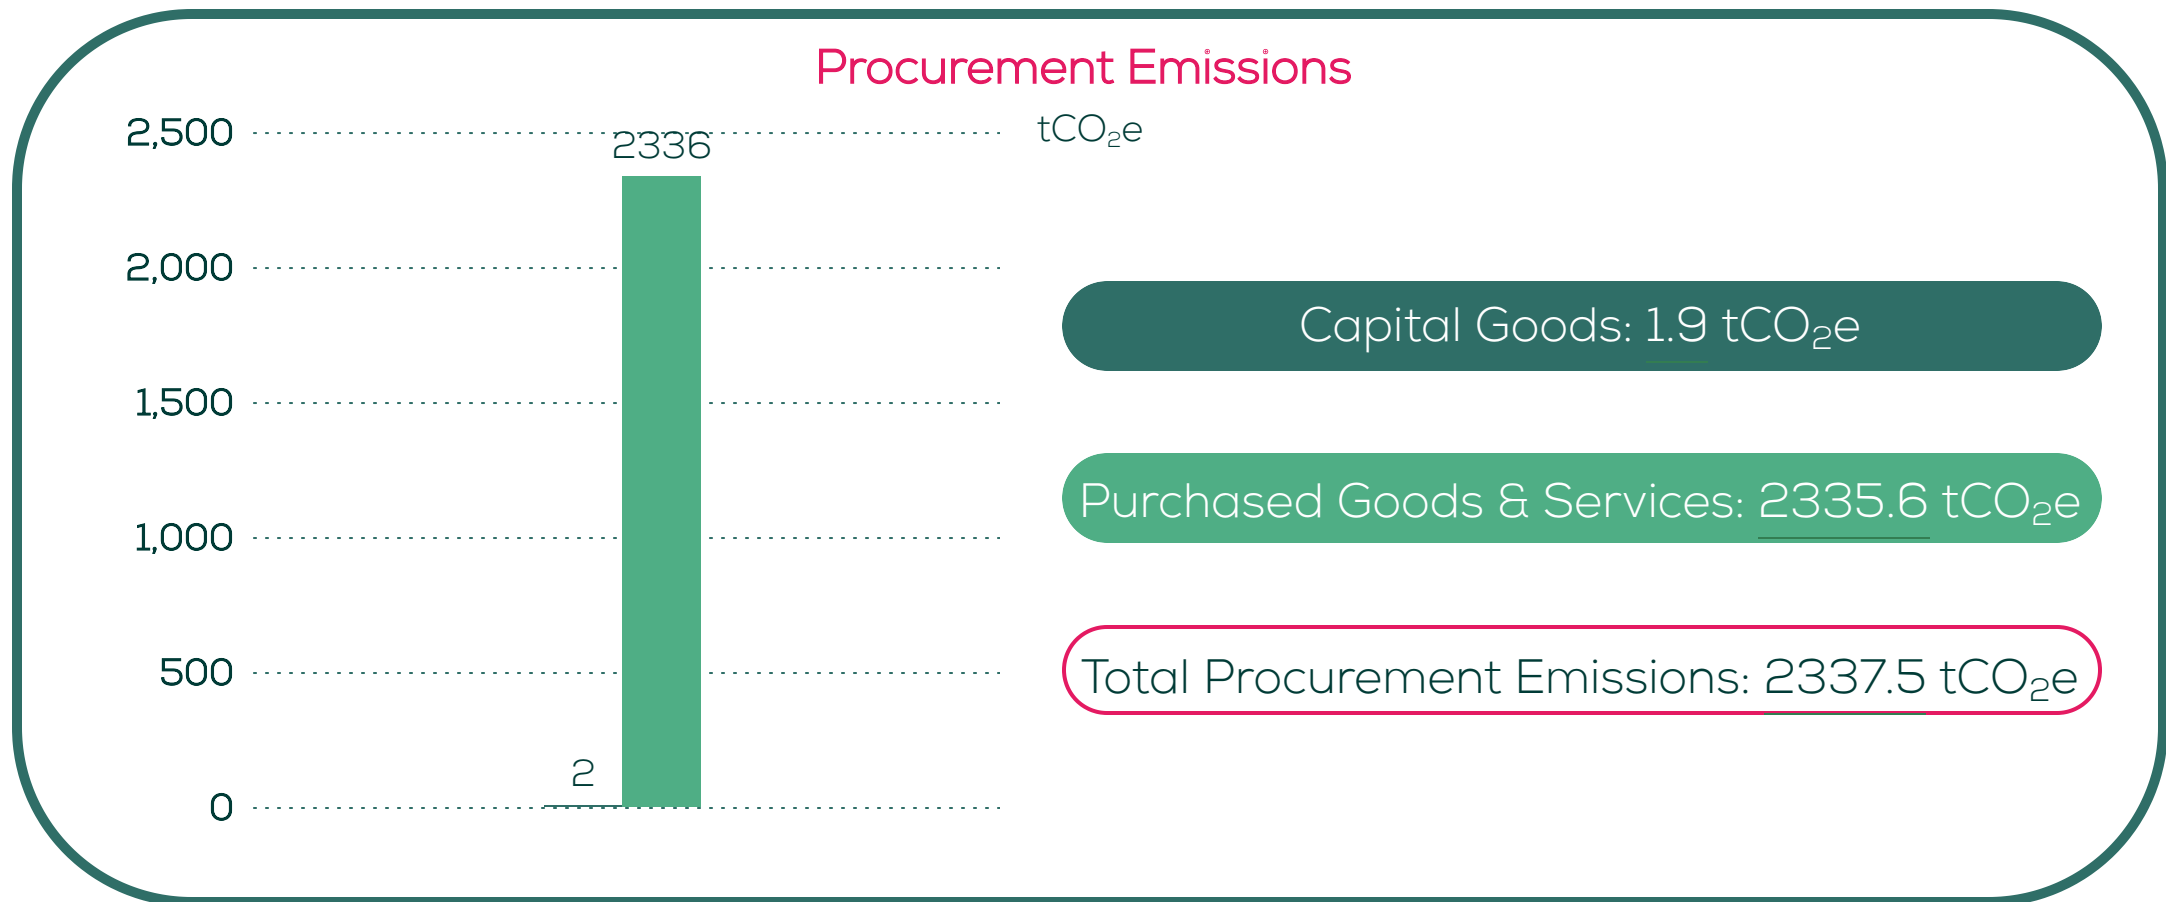 Procurement Emissions
2,500
2336
tCO₂e
2,000
Capital Goods: 1.9 tCO₂e
1,500
Purchased Goods & Services: 2335.6 tCO₂e
1,000
500
Total Procurement Emissions: 2337.5 tCO₂e
2
0